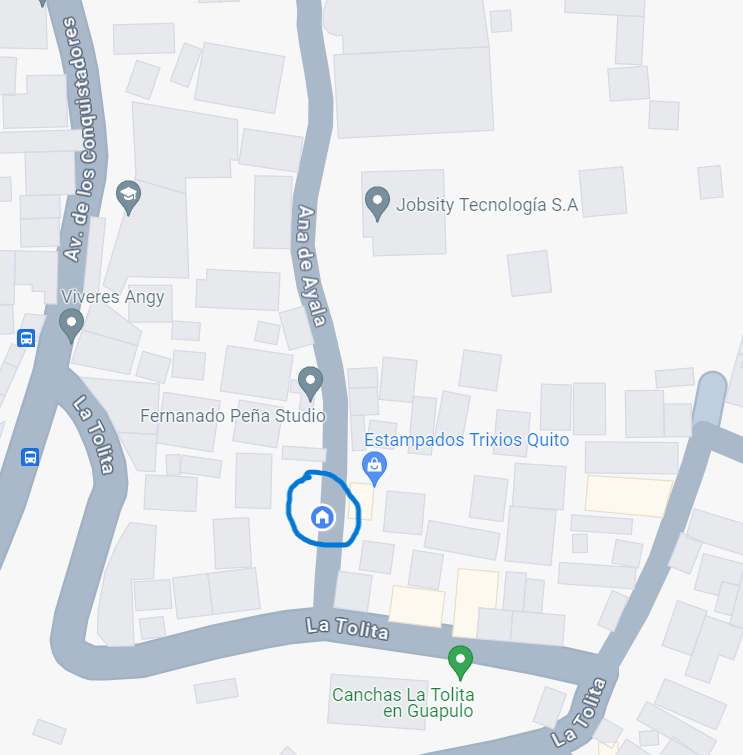 Av. de los Conquistadores
Ana de Ayala
Jobsity Tecnología S.A
Viveres Angy
La Tolita
Fernanado Peña Studio
Estampados Trixios Quito
La Tolita
Canchas La Tolita
en Guapulo
La Tolita